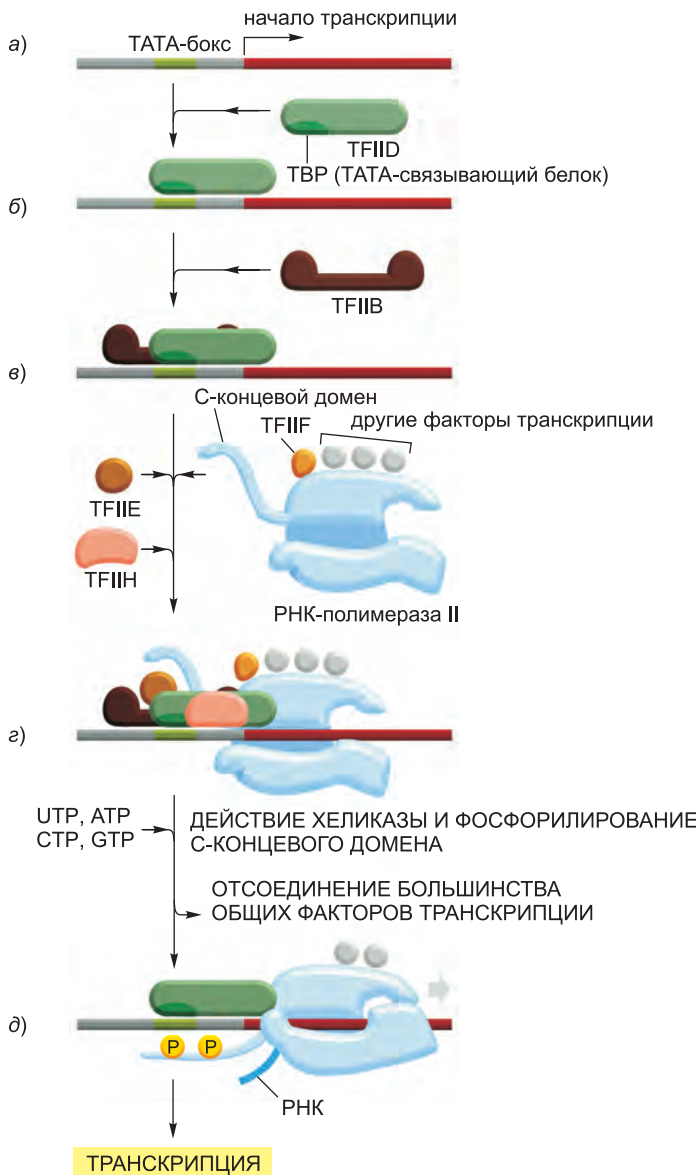 начало транскрипции
ТАТА-бокс
а)
TFIID
TBP (ТАТА-связывающий белок)
б)
TFIIB
в)
С-концевой домен
другие факторы транскрипции
TFIIF
TFIIE
TFIIH
РНК-полимераза II
г)
UTP, ATP
CTP, GTP
ДЕЙСТВИЕ ХЕЛИКАЗЫ И ФОСФОРИЛИРОВАНИЕ
С-КОНЦЕВОГО ДОМЕНА
ОТСОЕДИНЕНИЕ БОЛЬШИНСТВА
ОБЩИХ ФАКТОРОВ ТРАНСКРИПЦИИ
д)
P P
РНК
ТРАНСКРИПЦИЯ